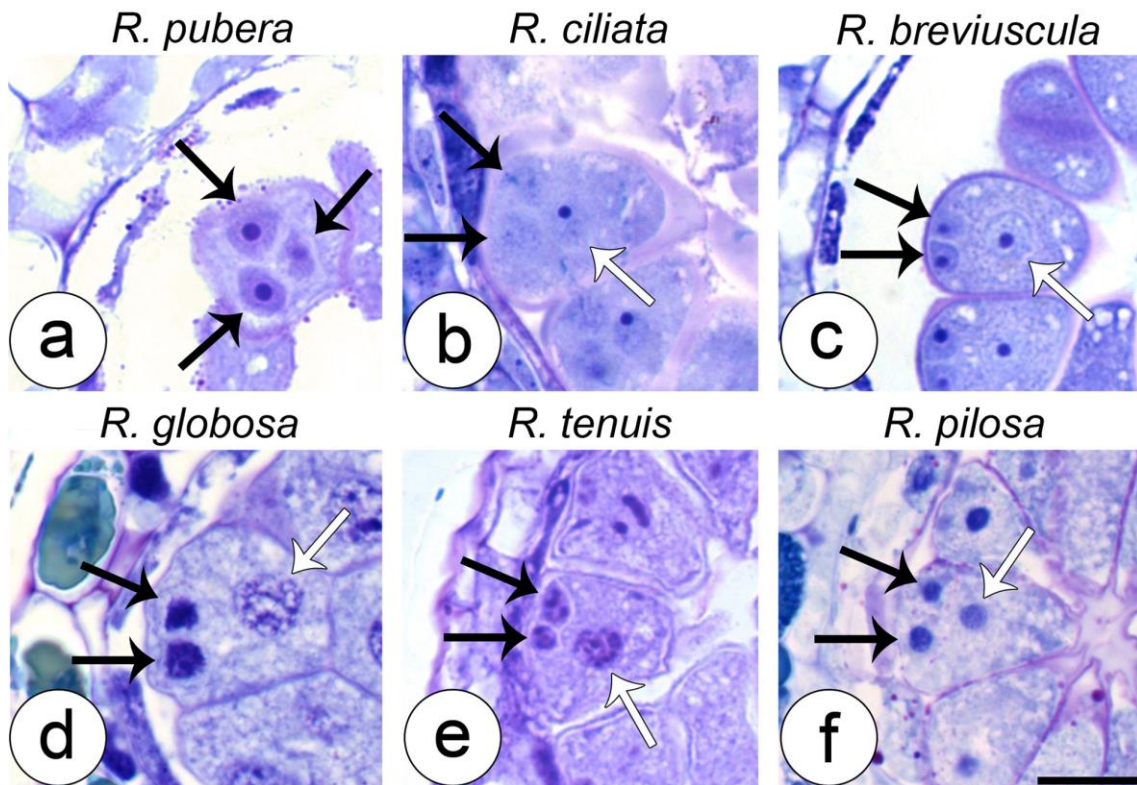 R. pubera
R. ciliata
R. breviuscula
a
b
c
R. globosa
R. tenuis
R. pilosa
d
e
f